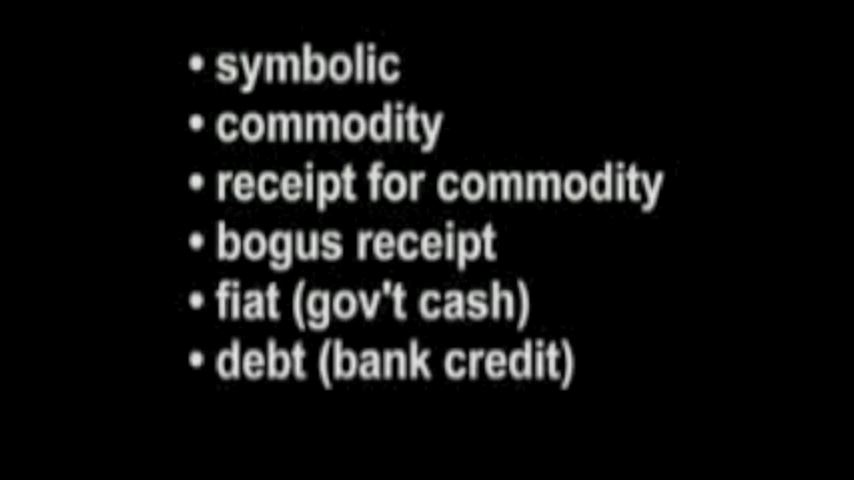 • symbolic
• commodity
• receipt for commodity
• bogus receipt
• fiat (gov't cash)
• debt (bank credit)